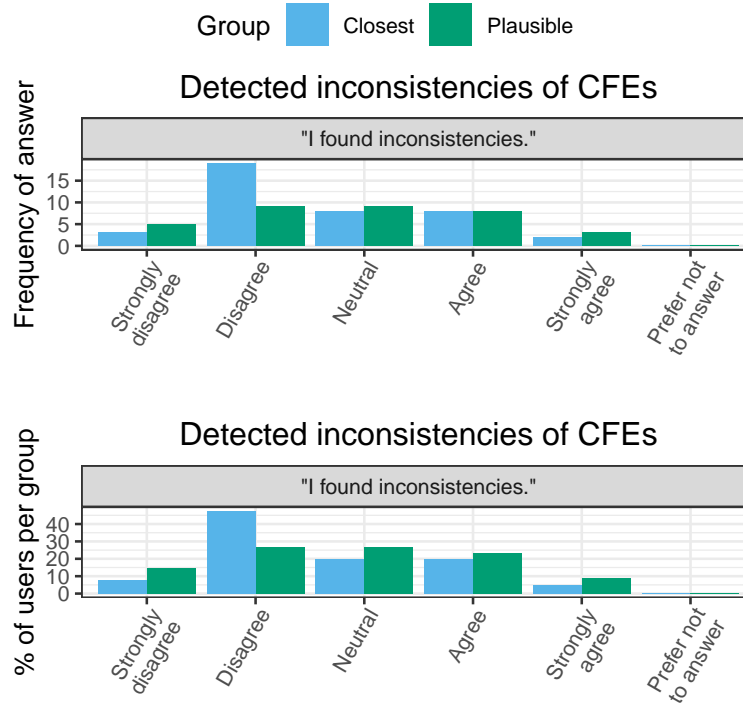 Group Closest Plausible
Detected inconsistencies of CFEs
"I found inconsistencies."
Frequency of answer
15
10
5
0
Strongly
disagree
Disagree
Neutral
Agree
Strongly
agree
Prefer not
to answer
Detected inconsistencies of CFEs
"I found inconsistencies."
% of users per group
40
30
20
10
0
Strongly
disagree
Disagree
Neutral
Agree
Strongly
agree
Prefer not
to answer